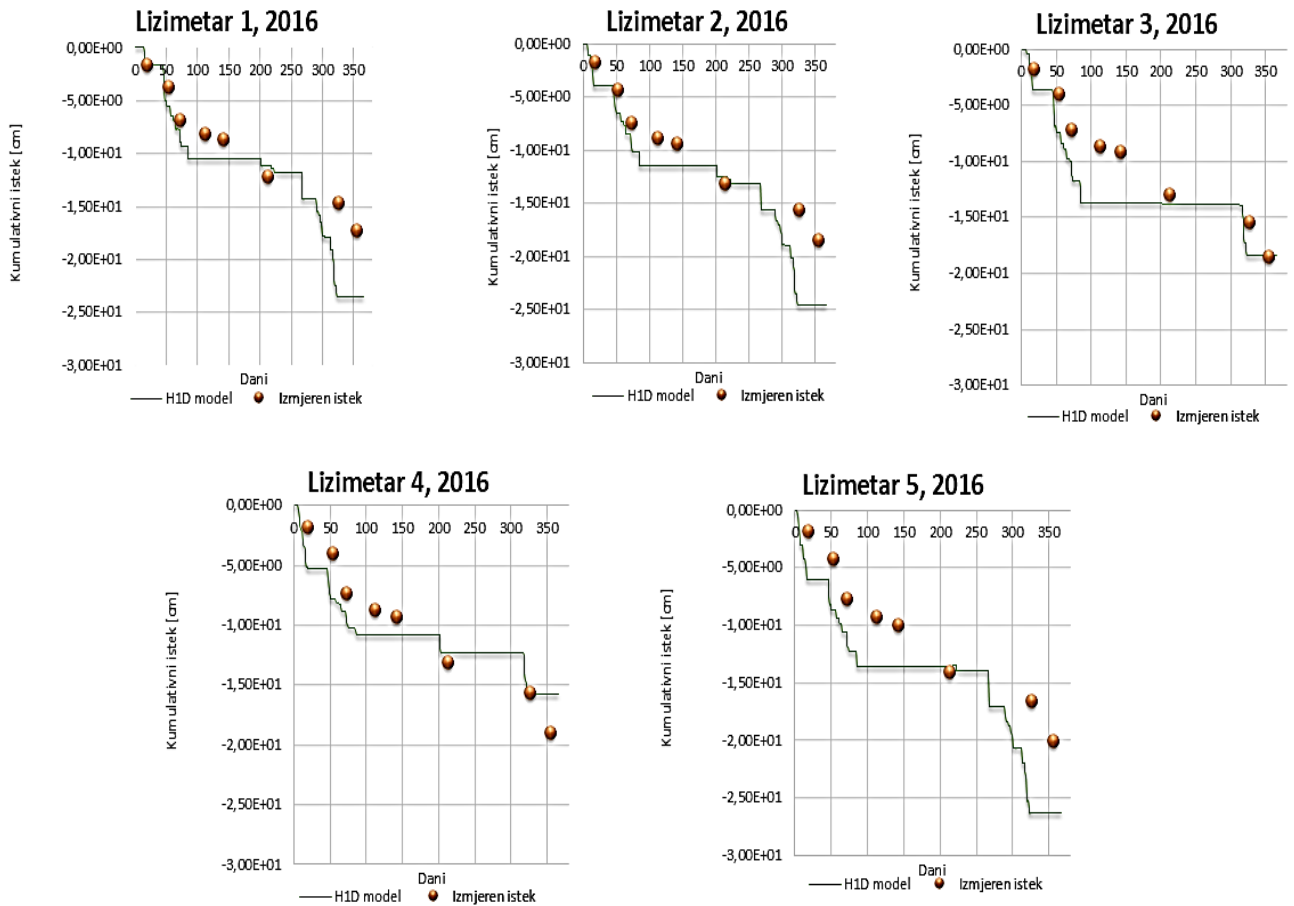 Lizimetar 1, 2016
0,00E+00
0 50 100 150 200 250 300 350
-5,00E+00
-1,00E+01
-1,50E+01
-2,00E+01
-2,50E+01
-3,00E+01
Kumulativni istek [cm]
Dani
H1D model Izmjeren istek
Lizimetar 2, 2016
0,00E+00
0 50 100 150 200 250 300 350
-5,00E+00
-1,00E+01
-1,50E+01
-2,00E+01
-2,50E+01
-3,00E+01
Kumulativni istek [cm]
Dani
H1D model Izmjeren istek
Lizimetar 3, 2016
0,00E+00
0 50 100 150 200 250 300 350
-5,00E+00
-1,00E+01
-1,50E+01
-2,00E+01
-2,50E+01
-3,00E+01
Kumulativni istek [cm]
Dani
H1D model Izmjeren istek
Lizimetar 4, 2016
0,00E+00
0 50 100 150 200 250 300 350
-5,00E+00
-1,00E+01
-1,50E+01
-2,00E+01
-2,50E+01
-3,00E+01
Kumulativni istek [cm]
Dani
H1D model Izmjeren istek
Lizimetar 5, 2016
0,00E+00
0 50 100 150 200 250 300 350
-5,00E+00
-1,00E+01
-1,50E+01
-2,00E+01
-2,50E+01
-3,00E+01
Kumulativni istek [cm]
Dani
H1D model Izmjeren istek